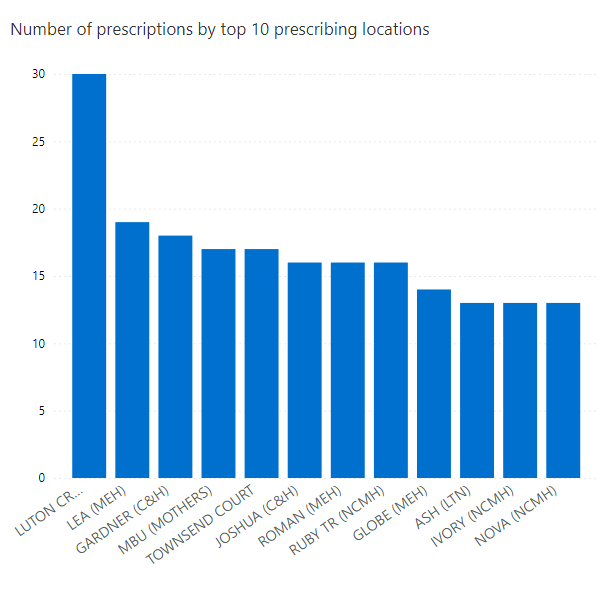 Number of prescriptions by top 10 prescribing locations
30
25
20
15
10
5
0
LUTON CR...
LEA (MEH)
GARDNER (C&H)
MBU (MOTHERS)
TOWNSEND COURT
JOSHUA (C&H)
ROMAN (MEH)
RUBY TR (NCMH)
GLOBE (MEH)
ASH (LTN)
IVORY (NCMH)
NOVA (NCMH)